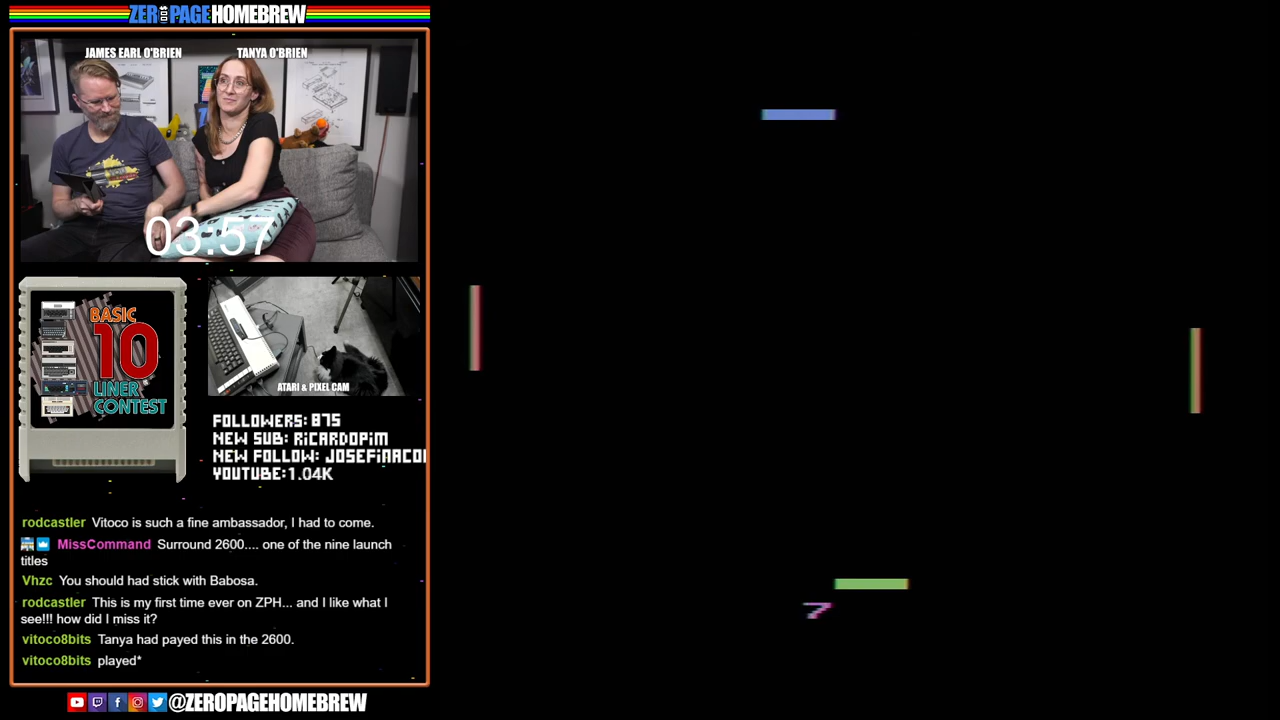 ZEROPAGEHOMEBREW
JAMES EARL O'BRIEN
TANYA O'BRIEN
03:57
BASIC
10
LINER
CONTEST
ATARI & PIXEL CAM
FOLLOWERS: 875
NEW SUB: RICARDOPIM
NEW FOLLOW: JOSEFINACO
YOUTUBE:1.04K
rodcastler Vitoco is such a fine ambassador, I had to come.
MissCommand Surround 2600.... one of the nine launch
titles
Vhzc You should had stick with Babosa.
rodcastler This is my first time ever on ZPH... and I like what I
see!!! how did I miss it?
vitoco8bits Tanya had payed this in the 2600.
vitoco8bits played*
@ZEROPAGEHOMEBREW
7